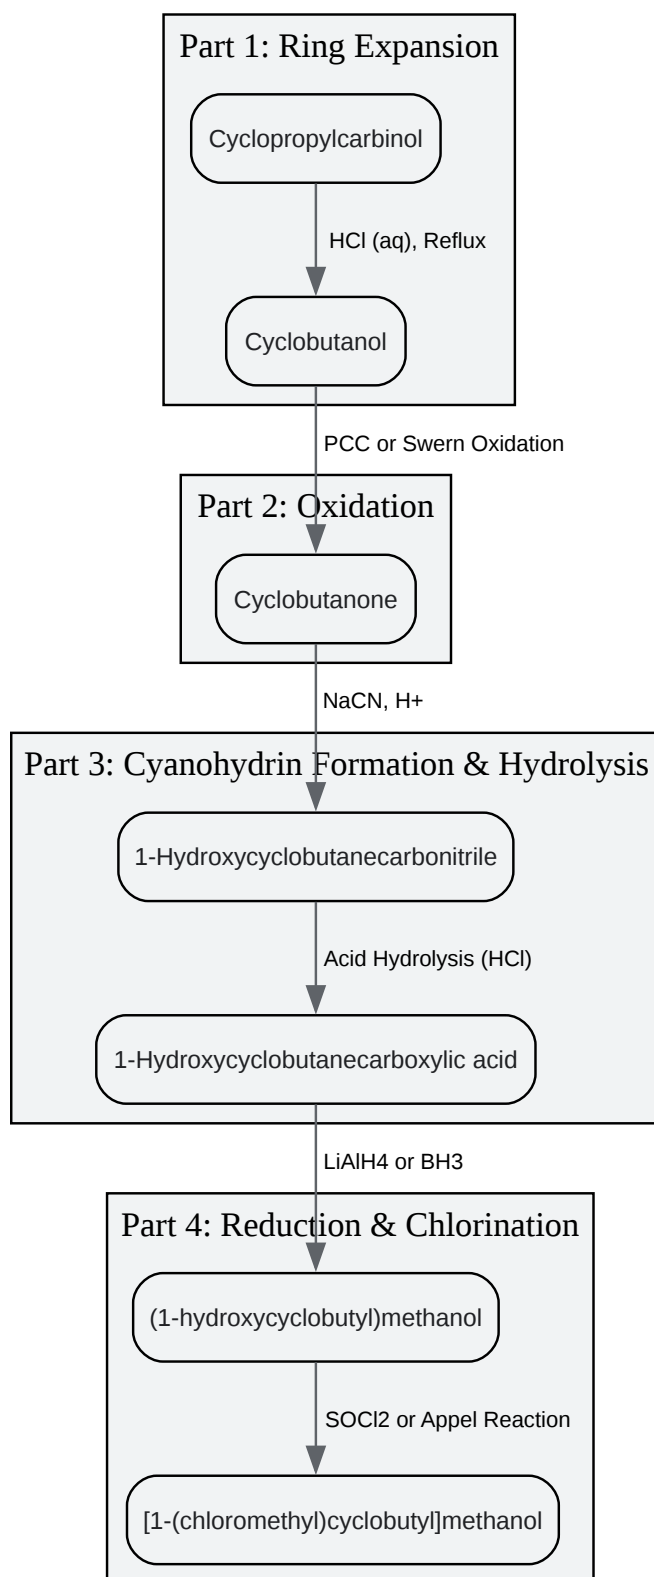 Part 1: Ring Expansion
Cyclopropylcarbinol
HCl (aq), Reflux
Cyclobutanol
PCC or Swern Oxidation
Part 2: Oxidation
Cyclobutanone
NaCN, H+
Part 3: Cyanohydrin Formation & Hydrolysis
1-Hydroxycyclobutanecarbonitrile
Acid Hydrolysis (HCl)
1-Hydroxycyclobutanecarboxylic acid
LiAlH4 or BH3
Part 4: Reduction & Chlorination
(1-hydroxycyclobutyl)methanol
SOCl2 or Appel Reaction
[1-(chloromethyl)cyclobutyl]methanol